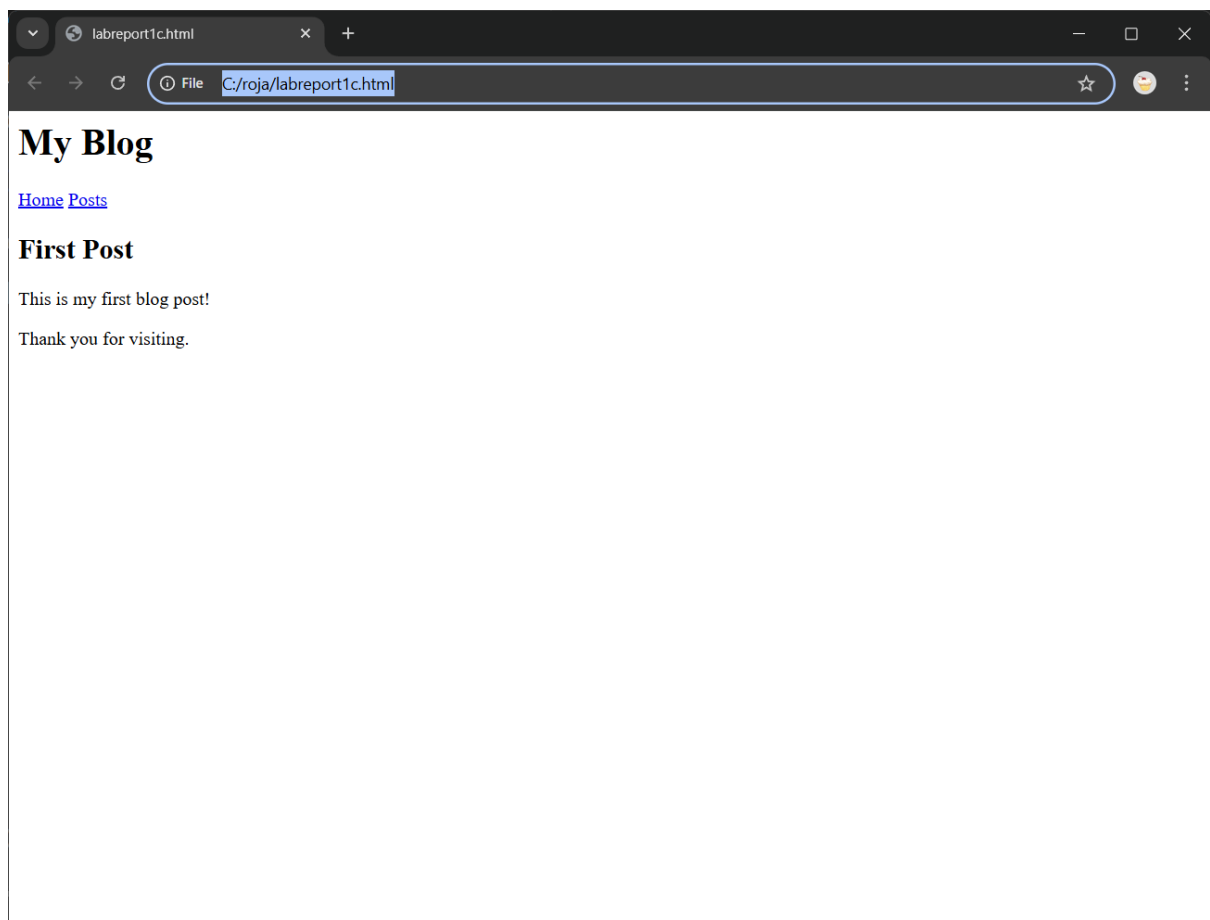 labreport1c.html
File C:/roja/labreport1c.html
My Blog
Home Posts
First Post
This is my first blog post!
Thank you for visiting.